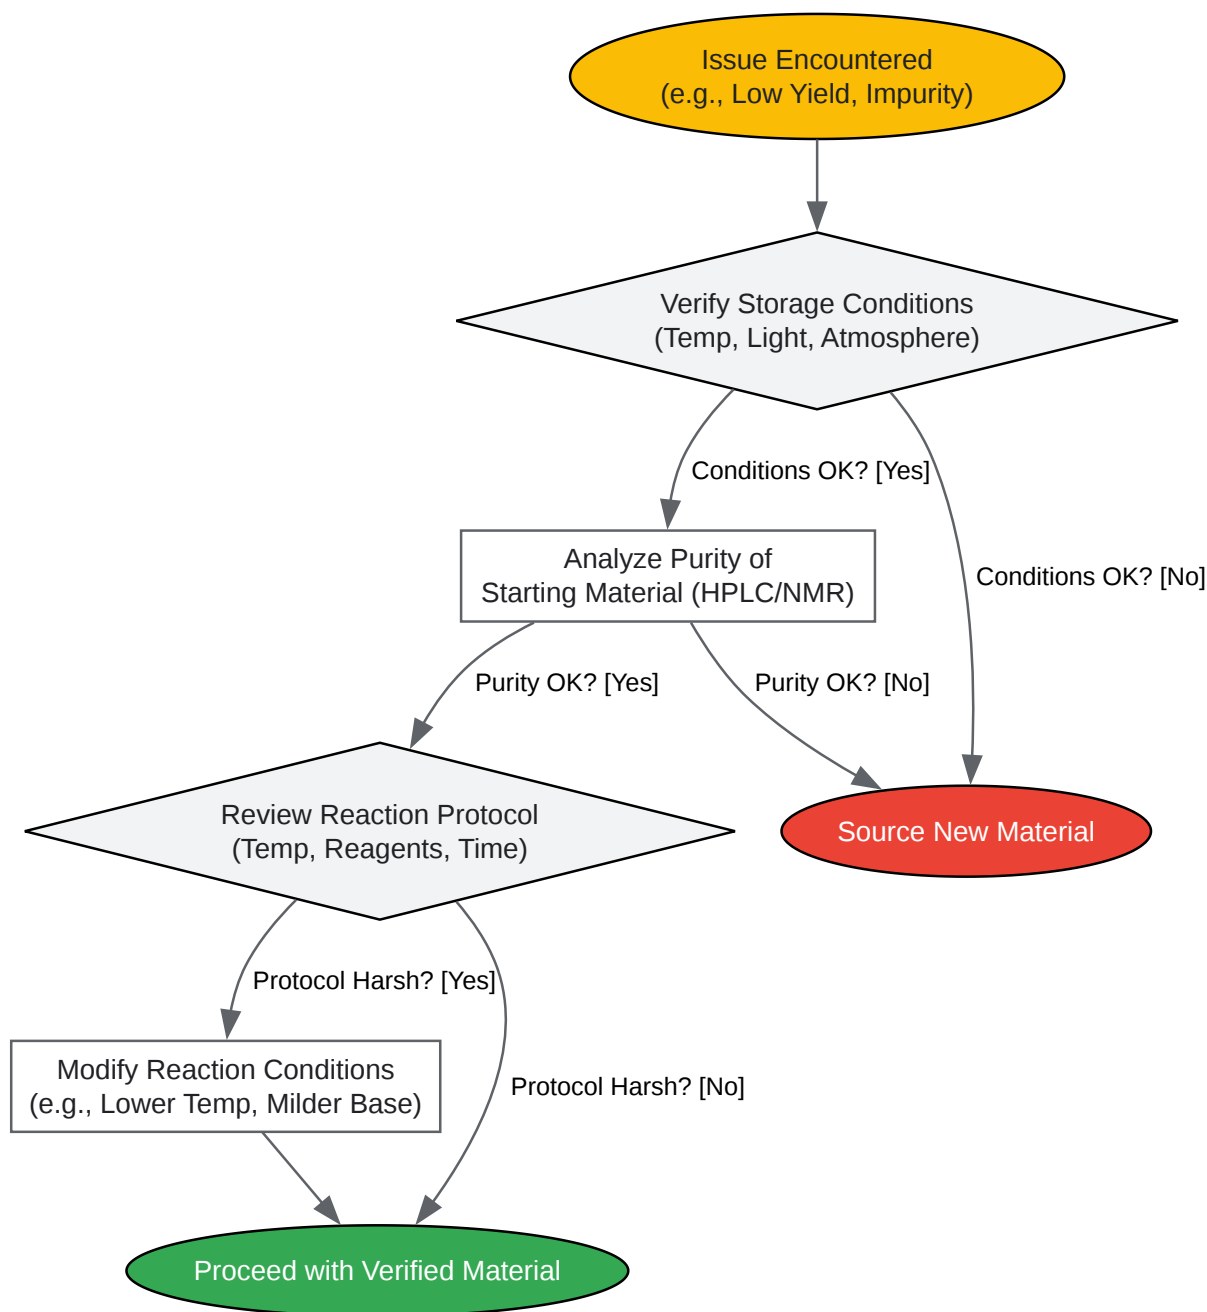 Issue Encountered
(e.g., Low Yield, Impurity)
Verify Storage Conditions
(Temp, Light, Atmosphere)
Conditions OK? [Yes]
Analyze Purity of
Starting Material (HPLC/NMR)
Conditions OK? [No]
Purity OK? [Yes]
Purity OK? [No]
Review Reaction Protocol
(Temp, Reagents, Time)
Source New Material
Protocol Harsh? [Yes]
Modify Reaction Conditions
(e.g., Lower Temp, Milder Base)
Protocol Harsh? [No]
Proceed with Verified Material